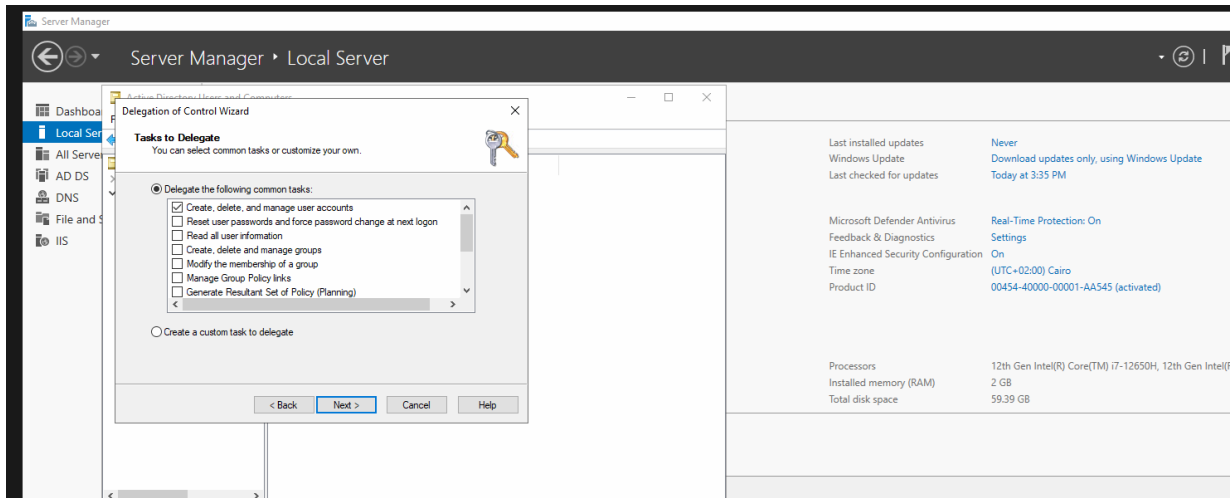 Server Manager
Server Manager ‣ Local Server
Dashboa
Local Ser
All Server
AD DS
DNS
File and S
IIS
Active Directory Users and Computers
F
Delegation of Control Wizard
Tasks to Delegate
You can select common tasks or customize your own.
Delegate the following common tasks:
Create, delete, and manage user accounts
Reset user passwords and force password change at next logon
Read all user information
Create, delete and manage groups
Modify the membership of a group
Manage Group Policy links
Generate Resultant Set of Policy (Planning)
Create a custom task to delegate
< Back
Next >
Cancel
Help
Last installed updates Never
Windows Update Download updates only, using Windows Update
Last checked for updates Today at 3:35 PM
Microsoft Defender Antivirus Real-Time Protection: On
Feedback & Diagnostics Settings
IE Enhanced Security Configuration On
Time zone (UTC+02:00) Cairo
Product ID 00454-40000-00001-AA545 (activated)
Processors 12th Gen Intel(R) Core(TM) i7-12650H, 12th Gen Intel(R
Installed memory (RAM) 2 GB
Total disk space 59.39 GB